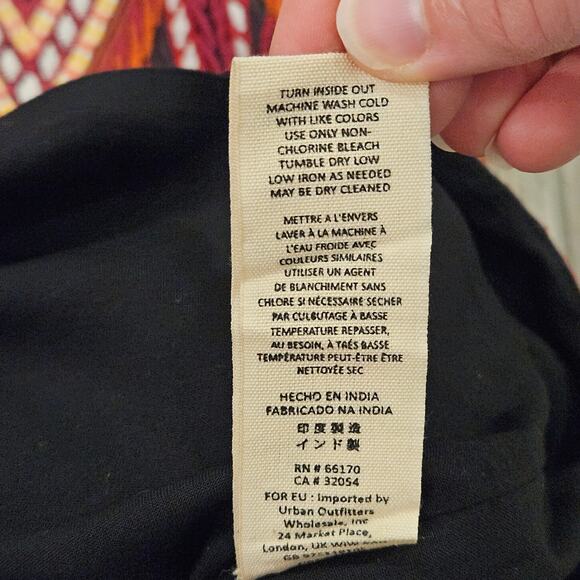 TURN INSIDE OUT
MACHINE WASH COLD
WITH LIKE COLORS
USE ONLY NON-
CHLORINE BLEACH
TUMBLE DRY LOW
LOW IRON AS NEEDED
MAY BE DRY CLEANED
METTRE A L'ENVERS
LAVER À LA MACHINE À
L'EAU FROIDE AVEC
COULEURS SIMILAIRES
UTILISER UN AGENT
DE BLANCHIMENT SANS
CHLORE SI NÉCESSAIRE SECHER
PAR CULBUTAGE À BASSE
TEMPERATURE REPASSER,
AU BESOIN, À TRÉS BASSE
TEMPÉRATURE PEUT-ÊTRE ÊTRE
NETTOYÉE SEC
HECHO EN INDIA
FABRICADO NA INDIA
印度製造
インド製
RN # 66170
CA # 32054
FOR EU : Imported by
Urban Outfitters
Wholesale, Inc
24 Market Place,
London, UK W1W